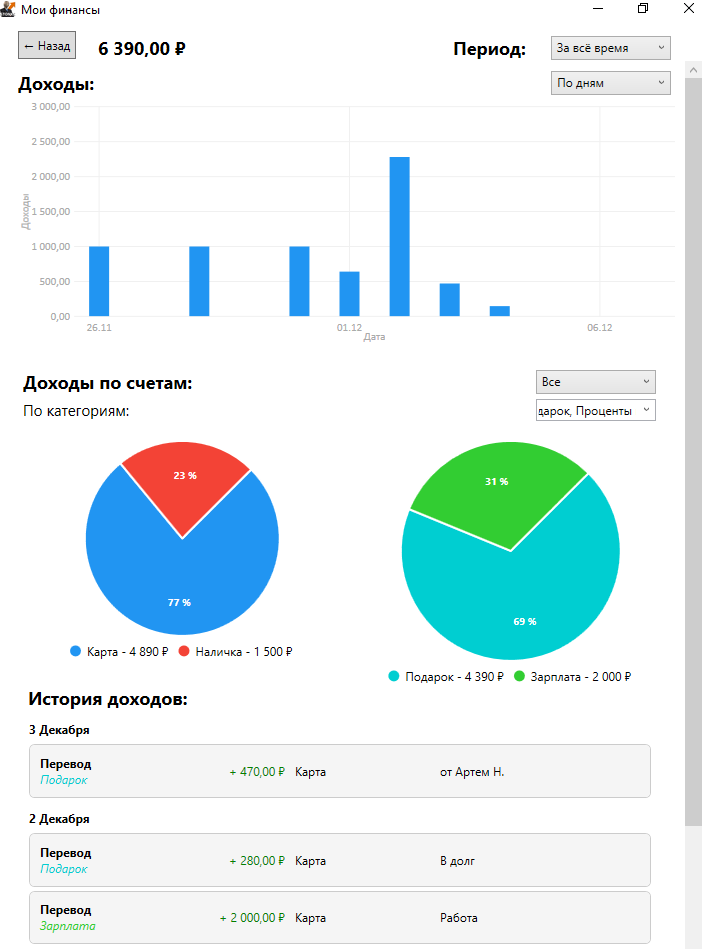 Мои финансы
← Назад 6 390,00 ₽ Период: За всё время
Доходы: По дням
3 000,00
2 500,00
2 000,00
1 500,00
1 000,00
500,00
0,00
Доходы
26.11 01.12 06.12
Дата
Доходы по счетам: Все
По категориям: дарок, Проценты
23 %
77 %
31 %
69 %
Карта - 4 890 ₽ Наличка - 1 500 ₽
Подарок - 4 390 ₽ Зарплата - 2 000 ₽
История доходов:
3 Декабря
Перевод
Подарок
+ 470,00 ₽ Карта от Артем Н.
2 Декабря
Перевод
Подарок
+ 280,00 ₽ Карта В долг
Перевод
Зарплата
+ 2 000,00 ₽ Карта Работа